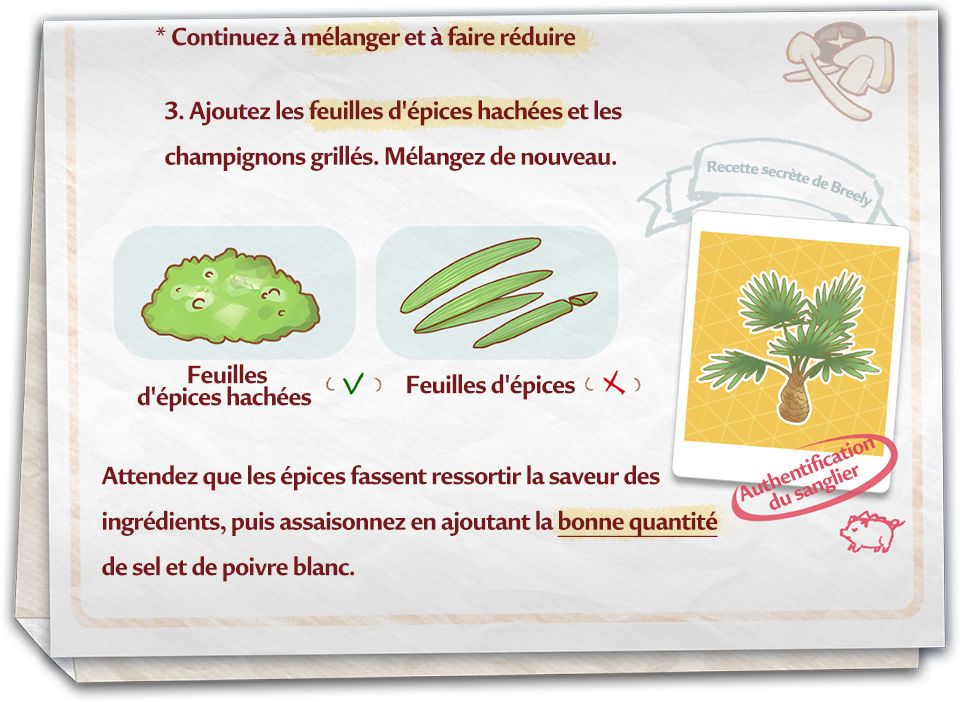 * Continuez à mélanger et à faire réduire
3. Ajoutez les feuilles d'épices hachées et les
champignons grillés. Mélangez de nouveau.
Recette secrète de Breely
Feuilles
d'épices hachées
Feuilles d'épices
Authentification
du sanglier
Attendez que les épices fassent ressortir la saveur des
ingrédients, puis assaisonnez en ajoutant la bonne quantité
de sel et de poivre blanc.